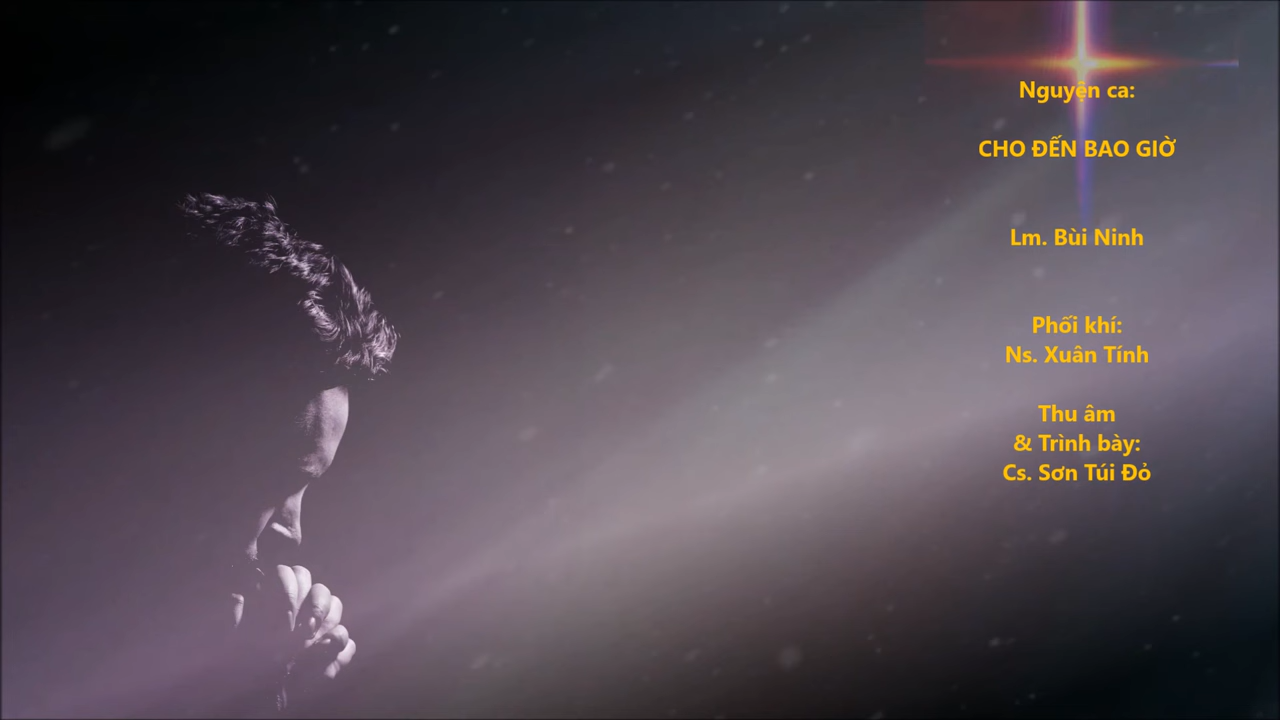 Nguyện ca:
CHO ĐẾN BAO GIỜ
Lm. Bùi Ninh
Phối khí:
Ns. Xuân Tính
Thu âm
& Trình bày:
Cs. Sơn Túi Đỏ